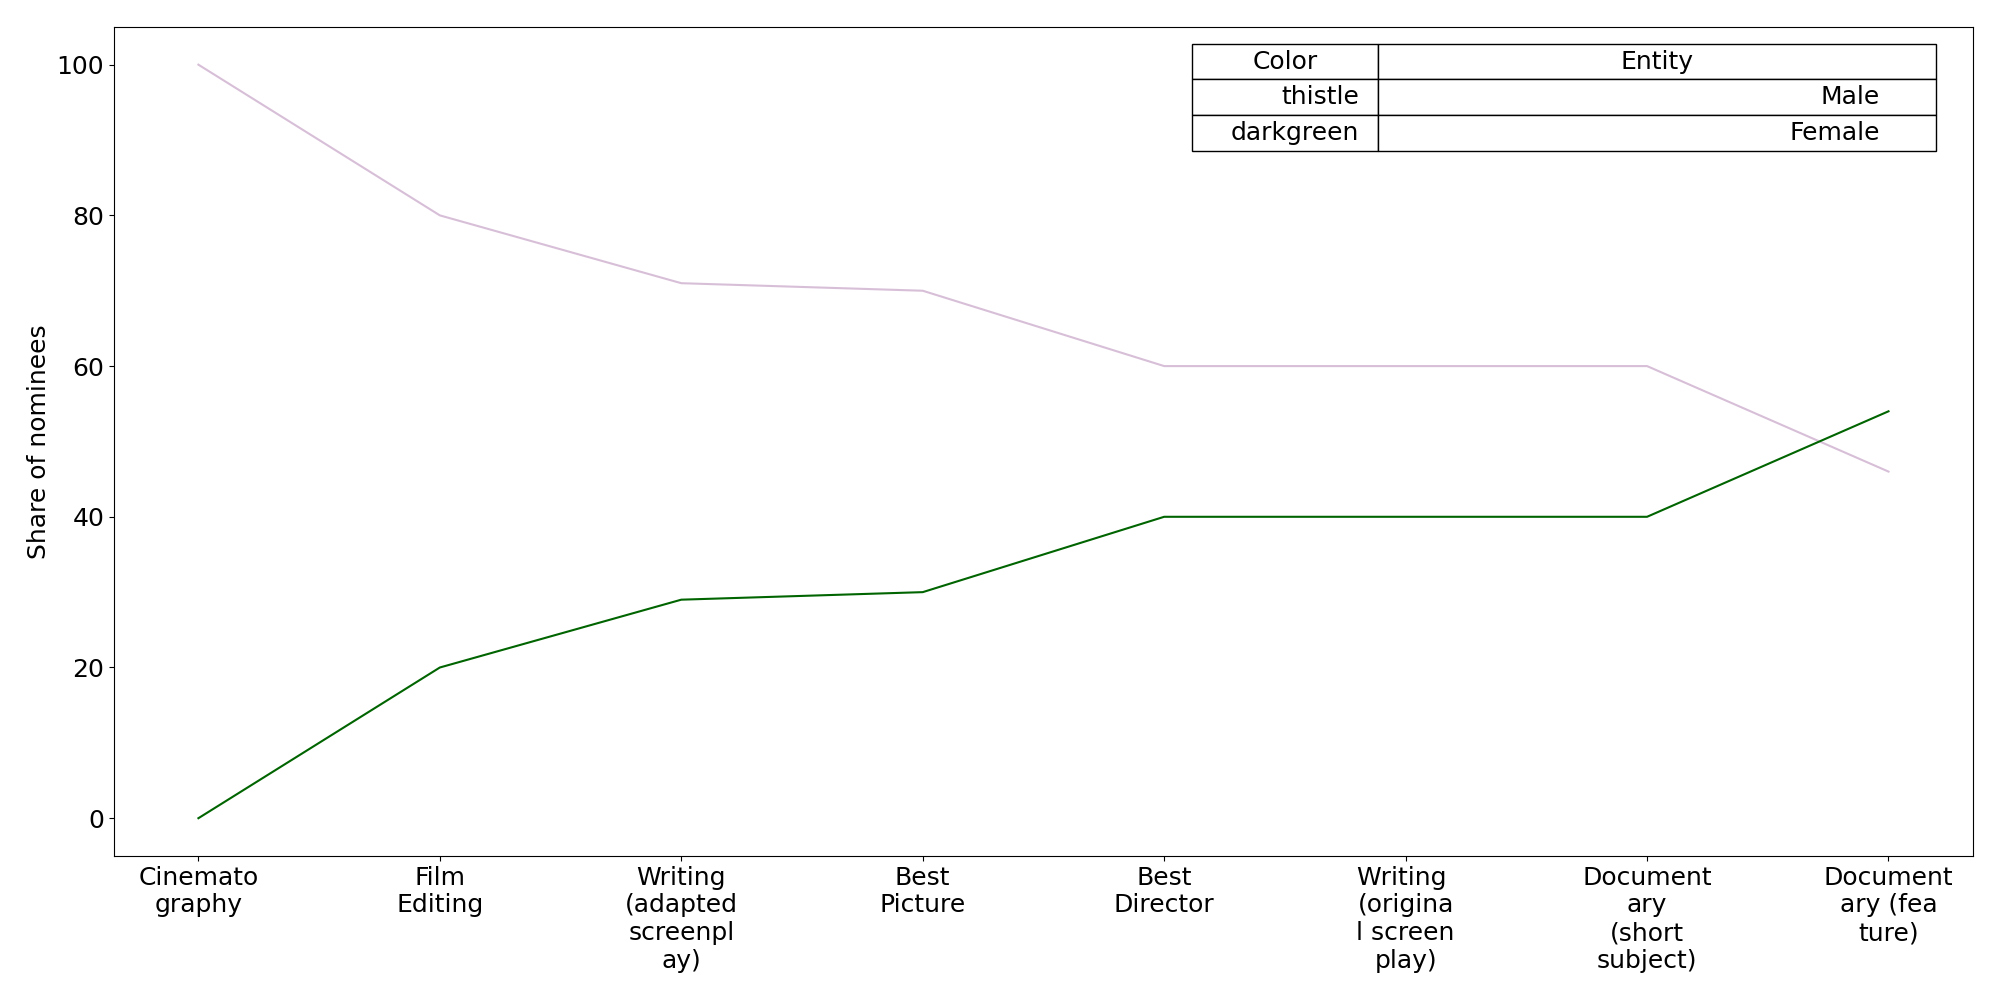 Color Entity
thistle Male
darkgreen Female
Share of nominees
100
80
60
40
20
0
Cinemato
graphy
Film
Editing
Writing
(adapted
screenpl
ay)
Best
Picture
Best
Director
Writing
(origina
l screen
play)
Document
ary
(short
subject)
Document
ary (fea
ture)